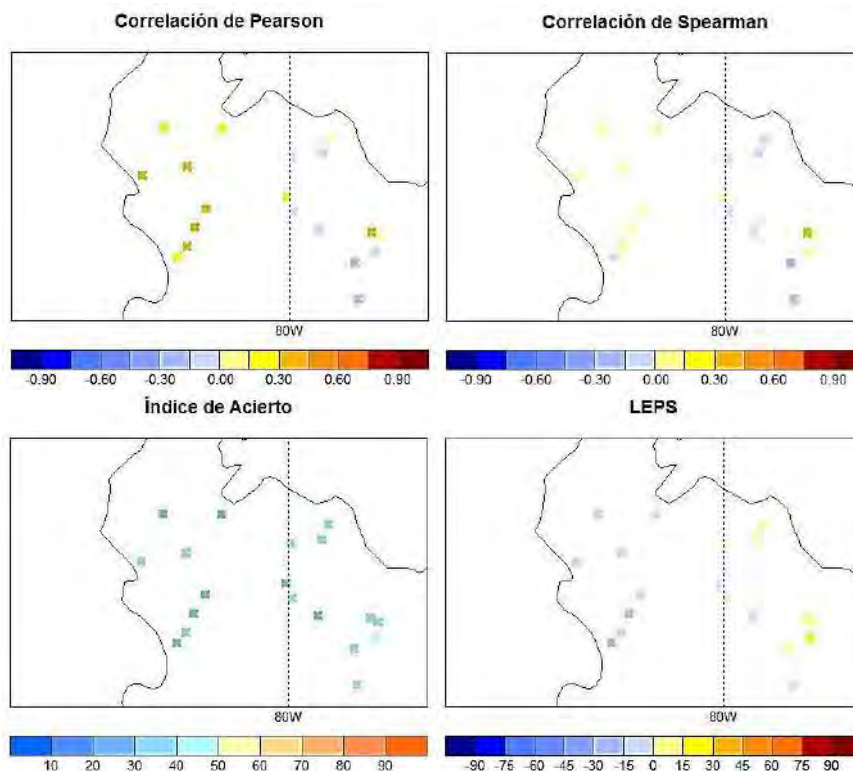 Correlación de Pearson
Correlación de Spearman
80W
80W
-0.90 -0.60 -0.30 0.00 0.30 0.60 0.90
-0.90 -0.60 -0.30 0.00 0.30 0.60 0.90
Índice de Acierto
LEPS
80W
80W
10 20 30 40 50 60 70 80 90
-90 -75 -60 -45 -30 -15 0 15 30 45 60 75 90